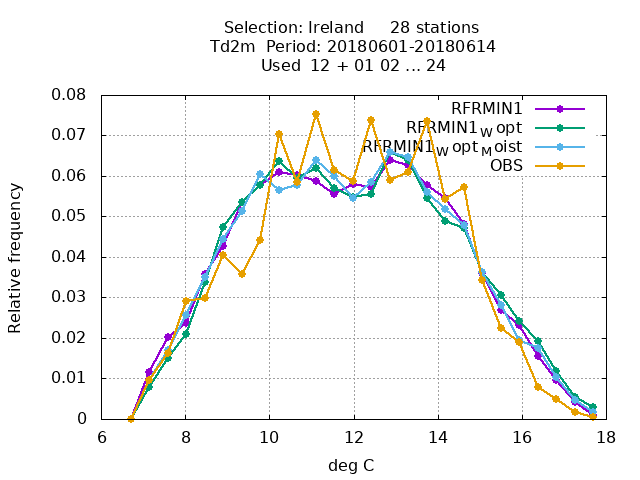 Selection: Ireland 28 stations
Td2m Period: 20180601-20180614
Used 12 + 01 02 ... 24
0.08
0.07
0.06
0.05
0.04
0.03
0.02
0.01
0
Relative frequency
RFRMIN1
RFRMIN1Wopt
RFRMIN1WoptMoist
OBS
6 8 10 12 14 16 18
deg C